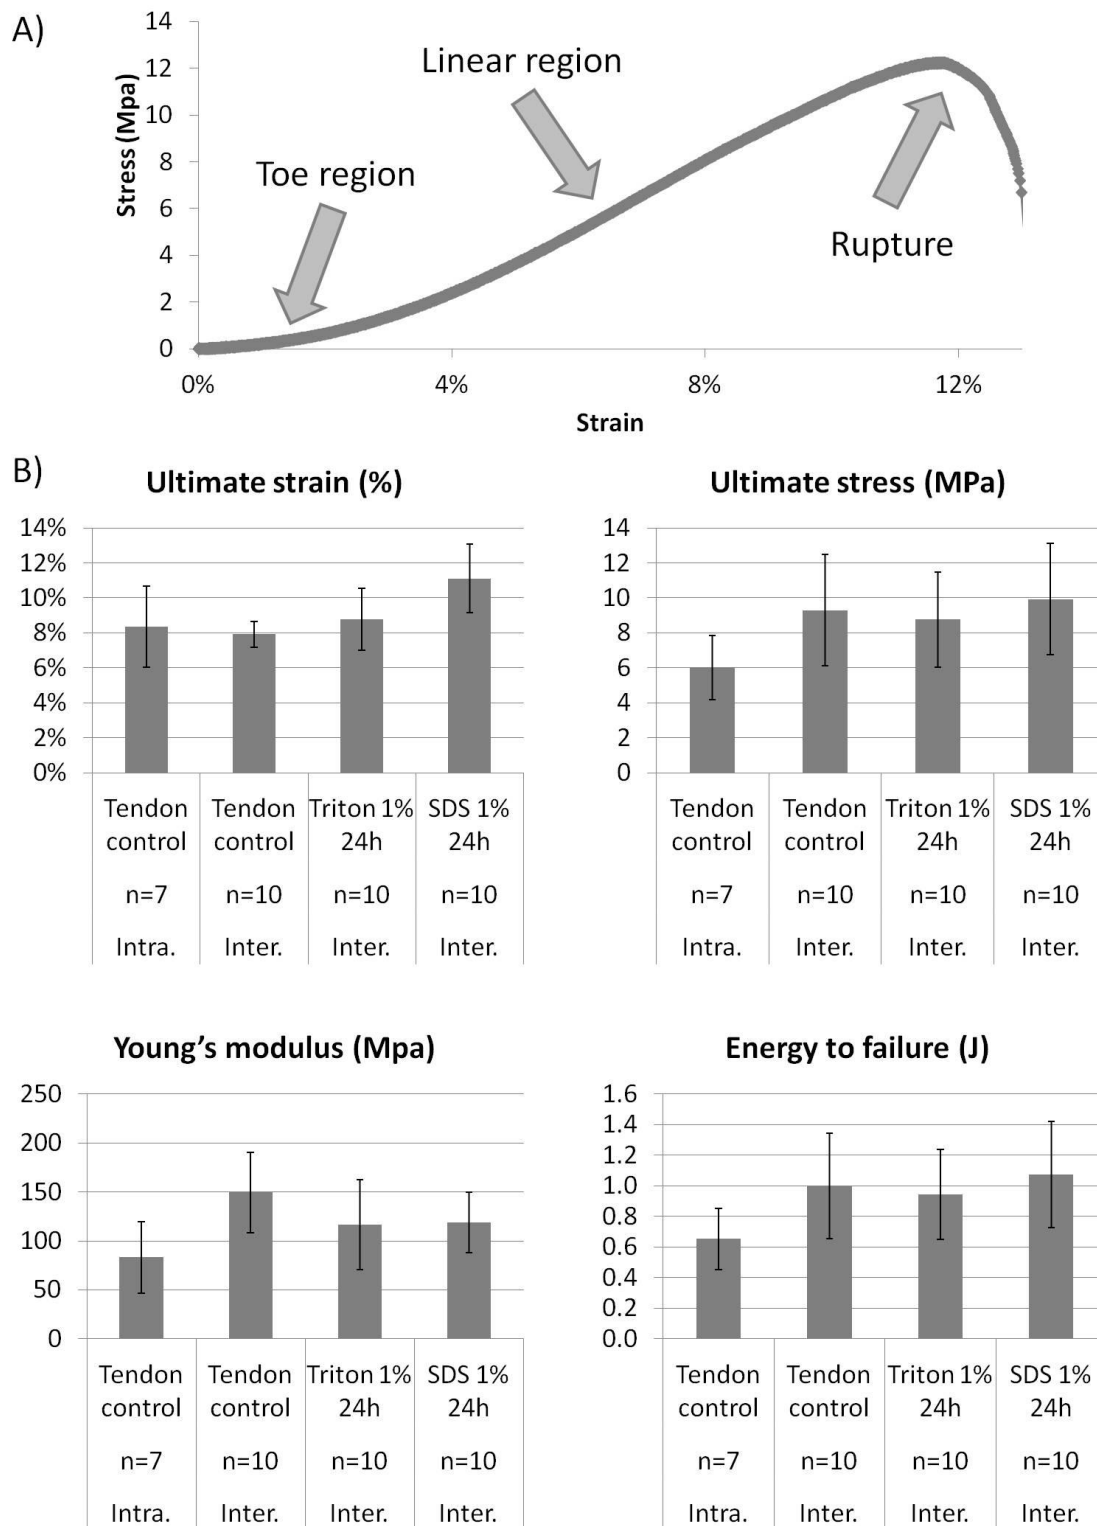 A)
14
12
10
8
6
4
2
0
Stress (Mpa)
Toe region
Linear region
Rupture
0% 4% 8% 12%
Strain
B)
Ultimate strain (%)
14%
12%
10%
8%
6%
4%
2%
0%
Tendon control Tendon control Triton 1% 24h SDS 1% 24h
n=7 n=10 n=10 n=10
Intra. Inter. Inter. Inter.
Ultimate stress (MPa)
14
12
10
8
6
4
2
0
Tendon control Tendon control Triton 1% 24h SDS 1% 24h
n=7 n=10 n=10 n=10
Intra. Inter. Inter. Inter.
Young’s modulus (Mpa)
250
200
150
100
50
0
Tendon control Tendon control Triton 1% 24h SDS 1% 24h
n=7 n=10 n=10 n=10
Intra. Inter. Inter. Inter.
Energy to failure (J)
1.6
1.4
1.2
1.0
0.8
0.6
0.4
0.2
0.0
Tendon control Tendon control Triton 1% 24h SDS 1% 24h
n=7 n=10 n=10 n=10
Intra. Inter. Inter. Inter.